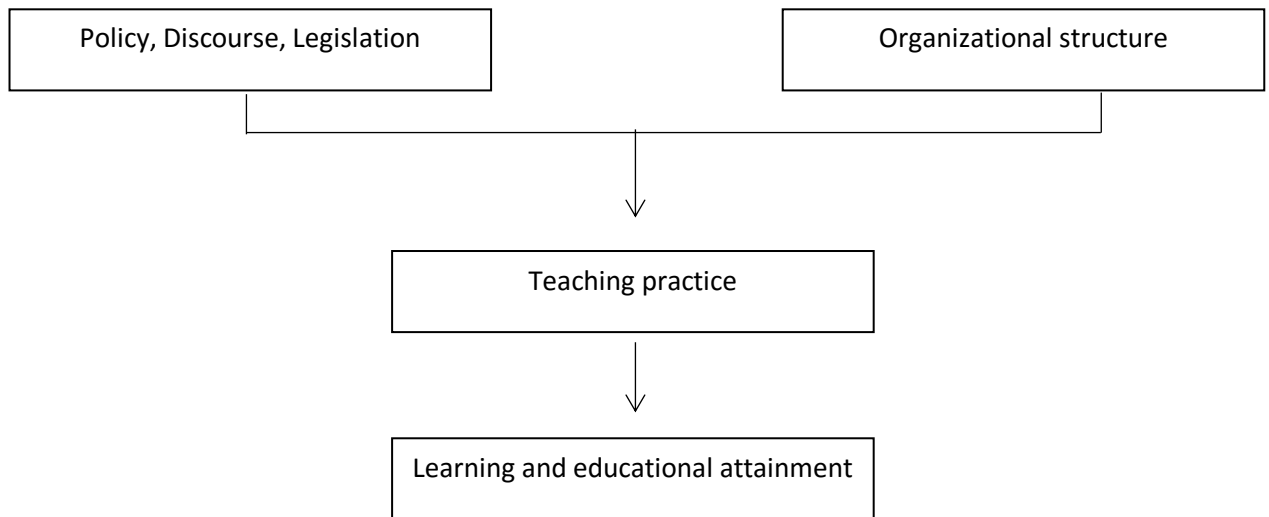 Policy, Discourse, Legislation
Organizational structure
Teaching practice
Learning and educational attainment